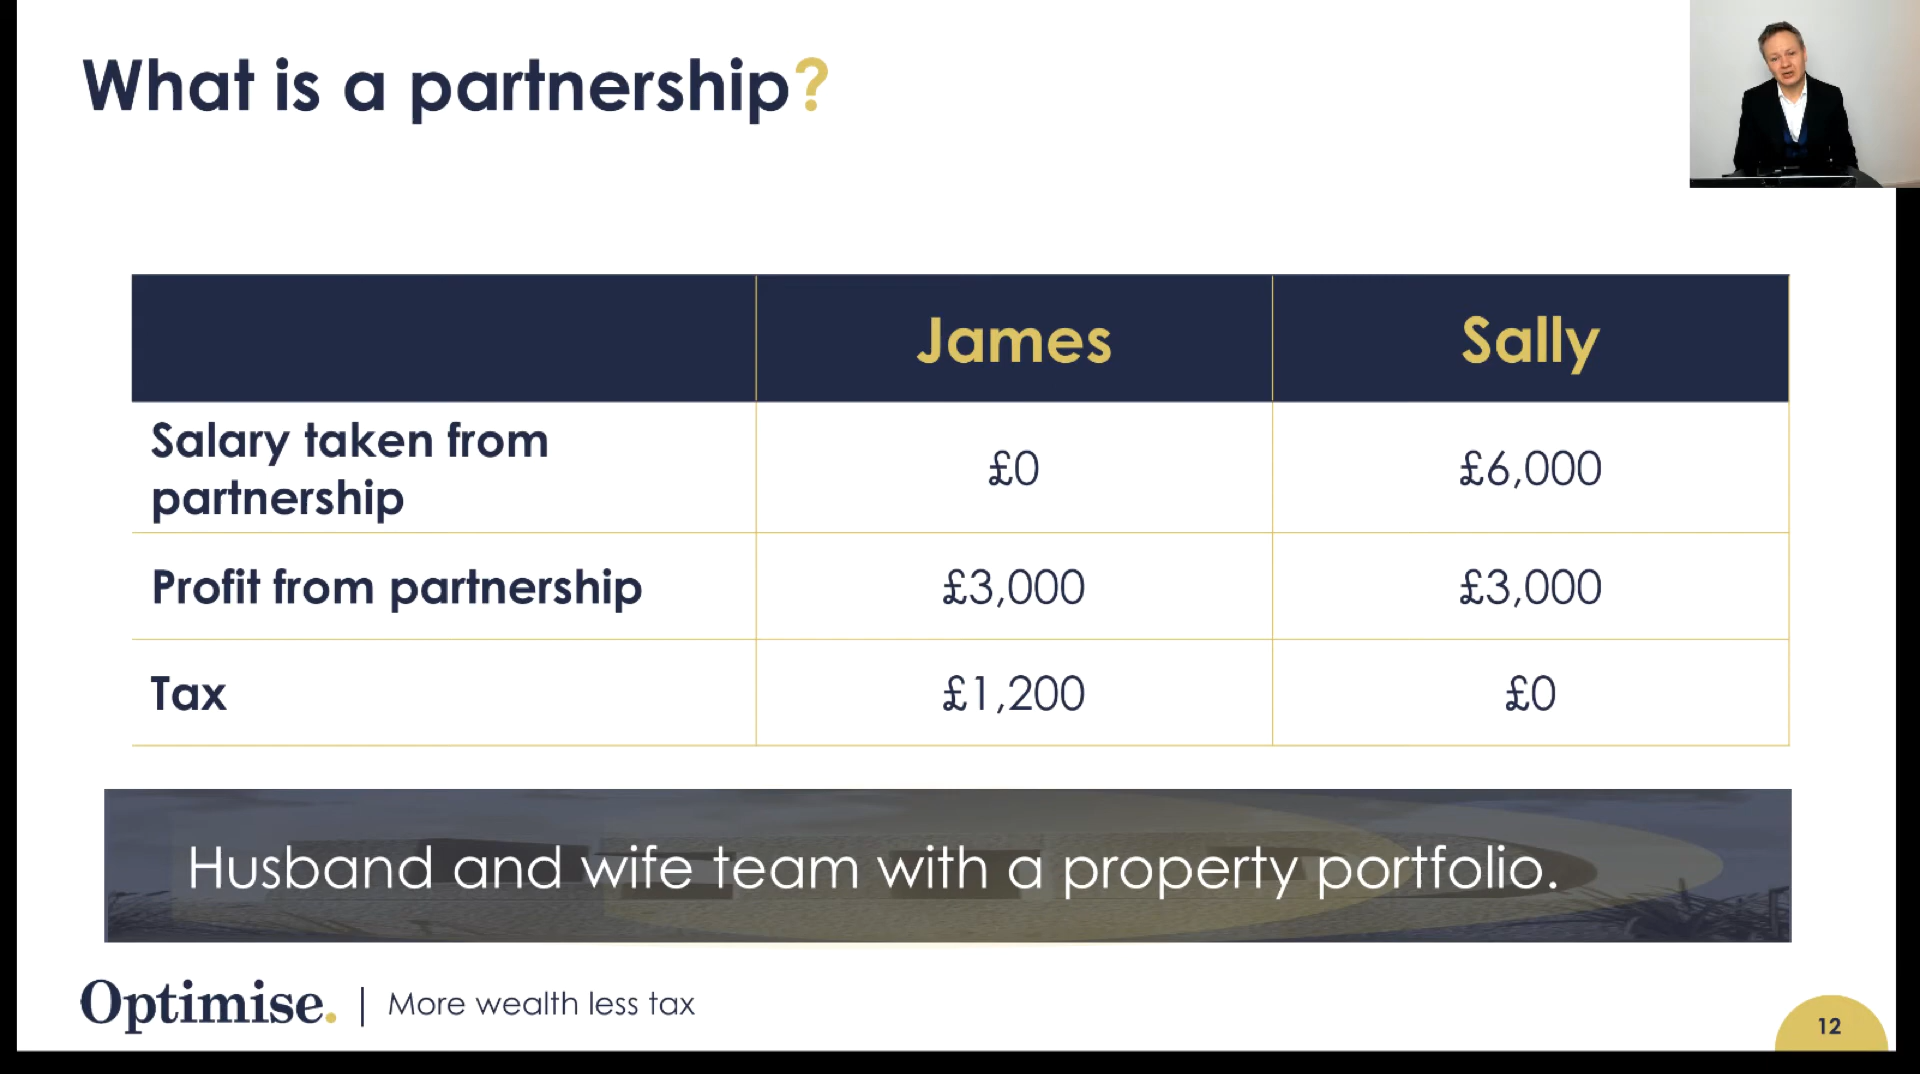 What is a partnership?
James
Sally
Salary taken from
partnership
£0
£6,000
Profit from partnership
£3,000
£3,000
Tax
£1,200
£0
Husband and wife team with a property portfolio.
Optimise. | More wealth less tax
12